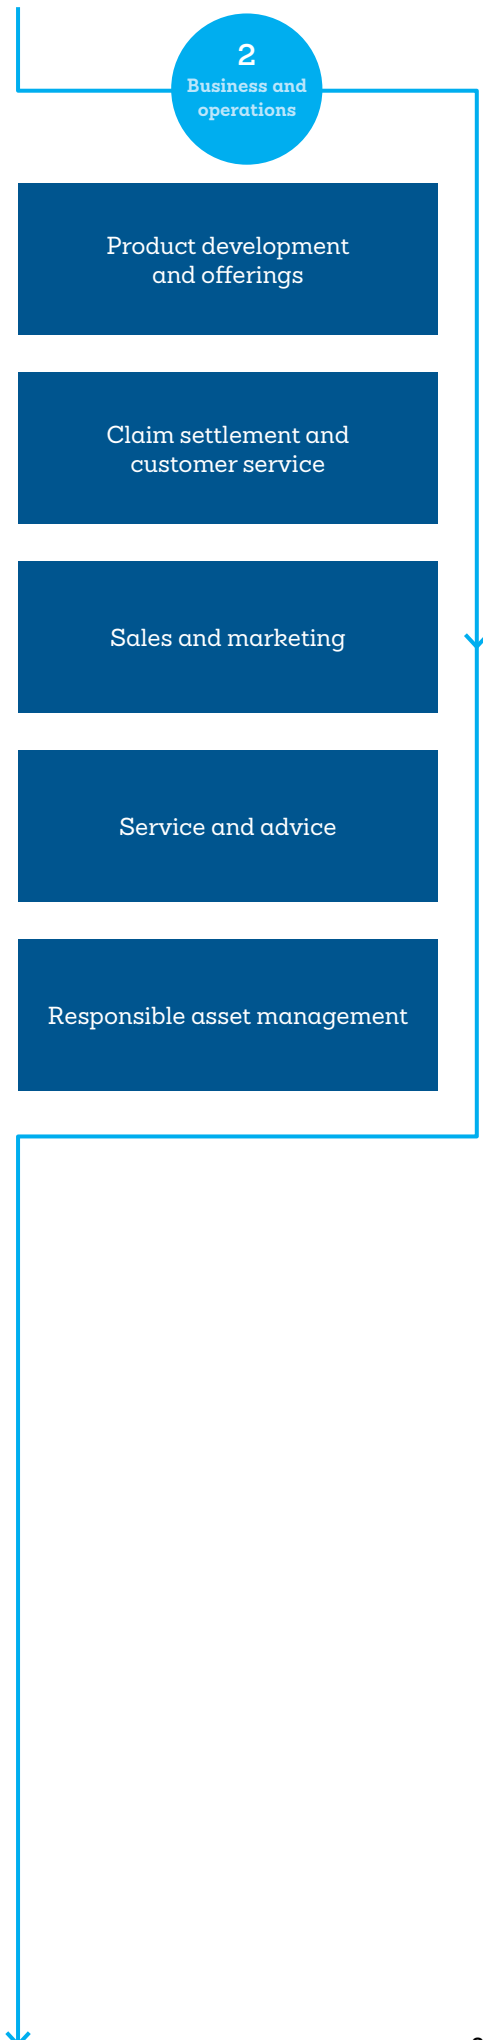 2
Business and
operations
Product development
and offerings
Claim settlement and
customer service
Sales and marketing
Service and advice
Responsible asset management